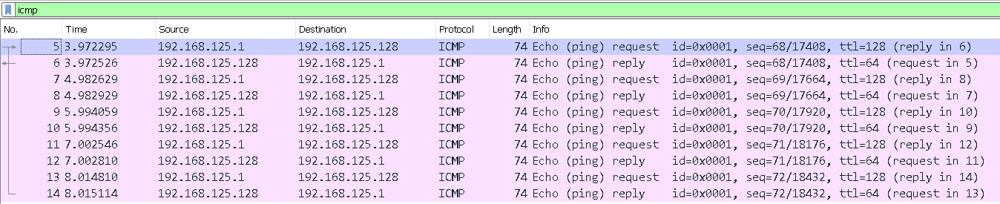 icmp
No. Time Source Destination Protocol Length Info
5 3.972295 192.168.125.1 192.168.125.128 ICMP 74 Echo (ping) request id=0x0001, seq=68/17408, ttl=128 (reply in 6)
6 3.972526 192.168.125.128 192.168.125.1 ICMP 74 Echo (ping) reply id=0x0001, seq=68/17408, ttl=64 (request in 5)
7 4.982629 192.168.125.1 192.168.125.128 ICMP 74 Echo (ping) request id=0x0001, seq=69/17664, ttl=128 (reply in 8)
8 4.982929 192.168.125.128 192.168.125.1 ICMP 74 Echo (ping) reply id=0x0001, seq=69/17664, ttl=64 (request in 7)
9 5.994059 192.168.125.1 192.168.125.128 ICMP 74 Echo (ping) request id=0x0001, seq=70/17920, ttl=128 (reply in 10)
10 5.994356 192.168.125.128 192.168.125.1 ICMP 74 Echo (ping) reply id=0x0001, seq=70/17920, ttl=64 (request in 9)
11 7.002546 192.168.125.1 192.168.125.128 ICMP 74 Echo (ping) request id=0x0001, seq=71/18176, ttl=128 (reply in 12)
12 7.002810 192.168.125.128 192.168.125.1 ICMP 74 Echo (ping) reply id=0x0001, seq=71/18176, ttl=64 (request in 11)
13 8.014810 192.168.125.1 192.168.125.128 ICMP 74 Echo (ping) request id=0x0001, seq=72/18432, ttl=128 (reply in 14)
14 8.015114 192.168.125.128 192.168.125.1 ICMP 74 Echo (ping) reply id=0x0001, seq=72/18432, ttl=64 (request in 13)